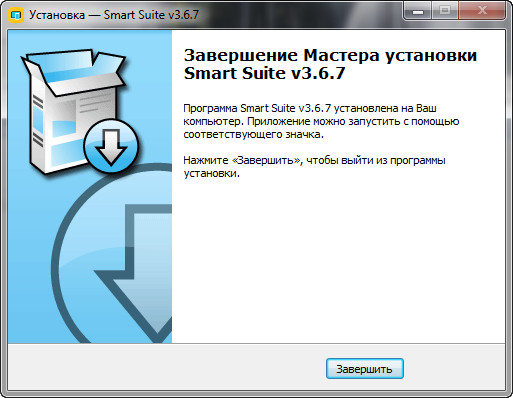 Установка — Smart Suite v3.6.7
Завершение Мастера установки
Smart Suite v3.6.7
Программа Smart Suite v3.6.7 установлена на Ваш
компьютер. Приложение можно запустить с помощью
соответствующего значка.
Нажмите «Завершить», чтобы выйти из программы
установки.
Завершить